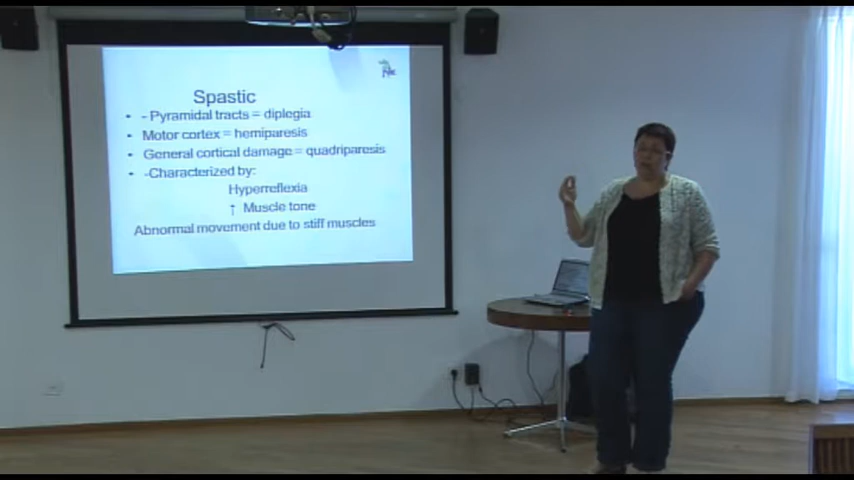 Spastic
• - Pyramidal tracts = diplegia
• Motor cortex = hemiparesis
• General cortical damage = quadriparesis
• -Characterized by:
Hyperreflexia
↑ Muscle tone
Abnormal movement due to stiff muscles